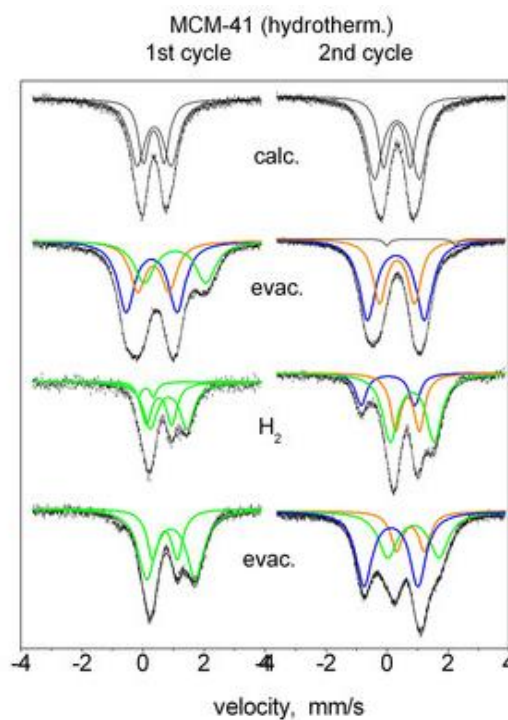 MCM-41 (hydrotherm.)
1st cycle 2nd cycle
calc.
evac.
H2
evac.
-4 -2 0 2 -4 -2 0 2 4
velocity, mm/s